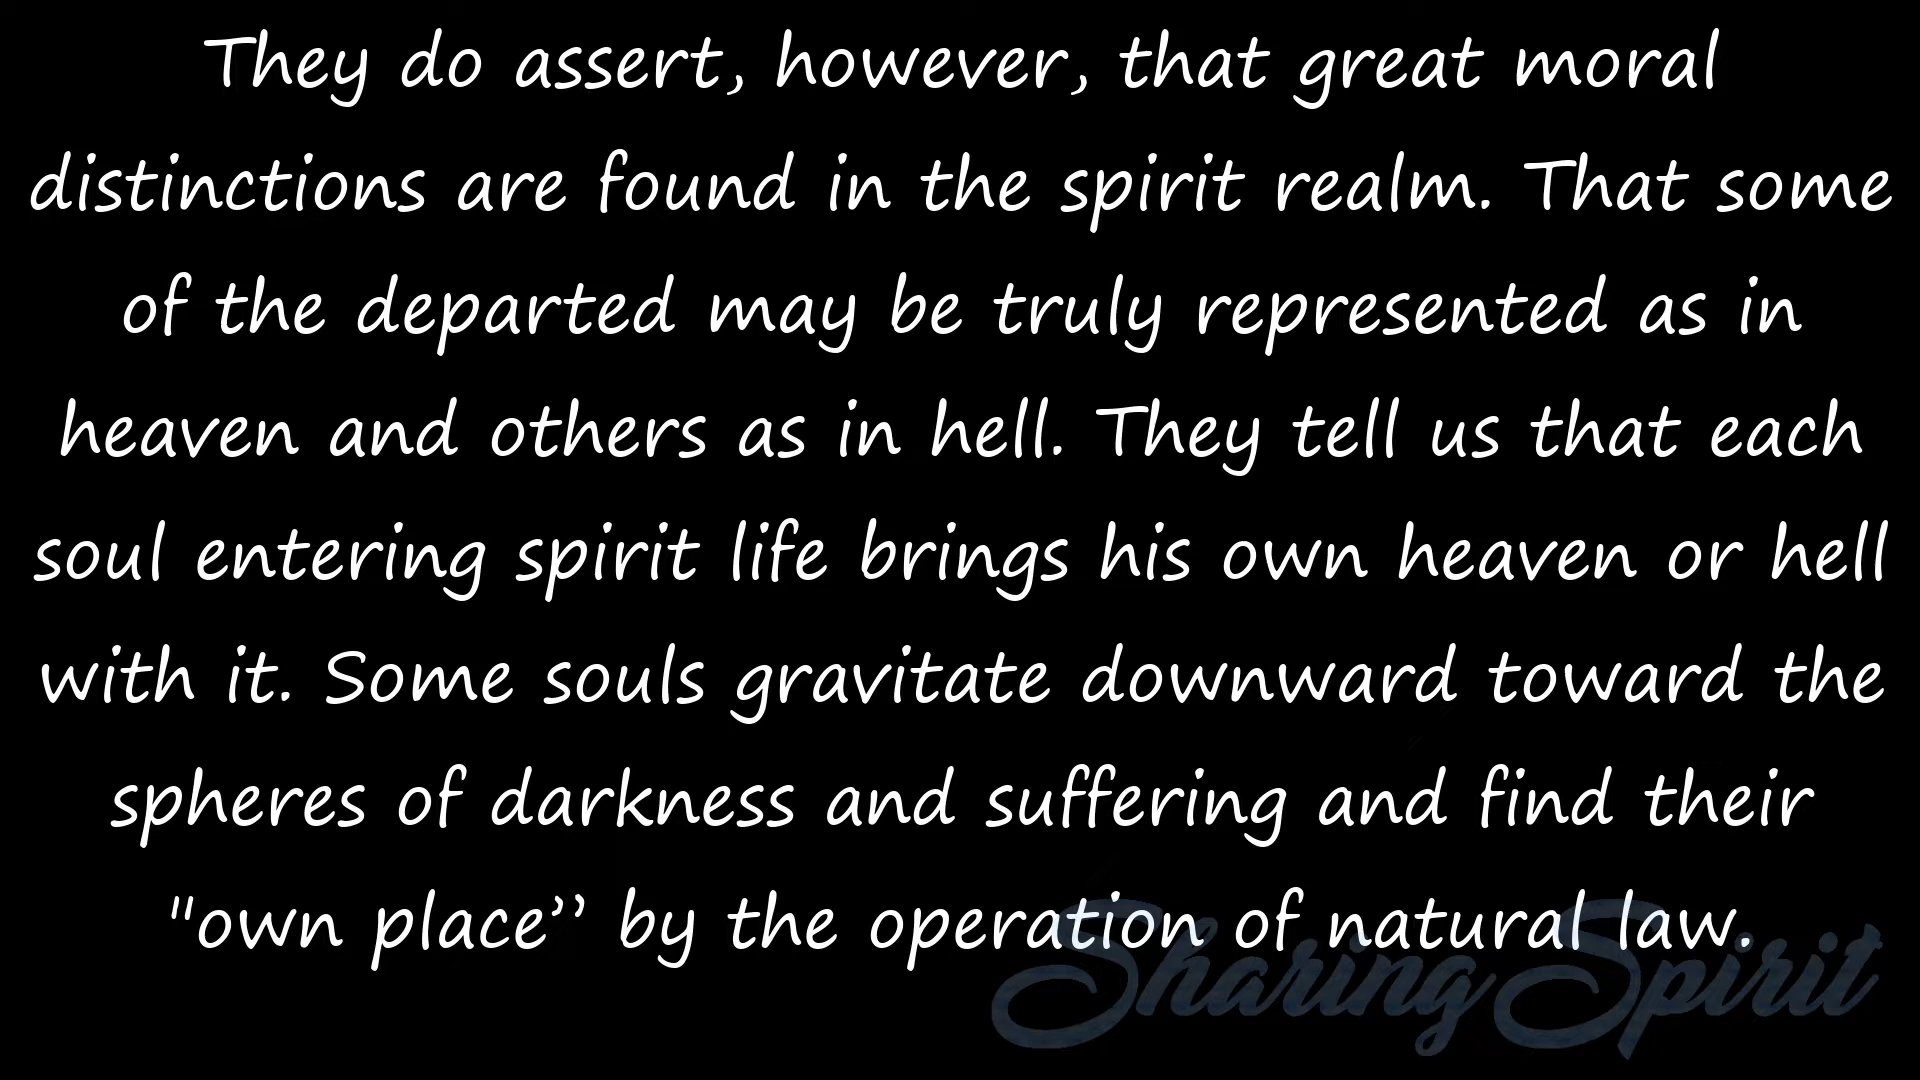 They do assert, however, that great moral
distinctions are found in the spirit realm. That some
of the departed may be truly represented as in
heaven and others as in hell. They tell us that each
soul entering spirit life brings his own heaven or hell
with it. Some souls gravitate downward toward the
spheres of darkness and suffering and find their
"own place’’ by the operation of natural law.
SharingSpirit